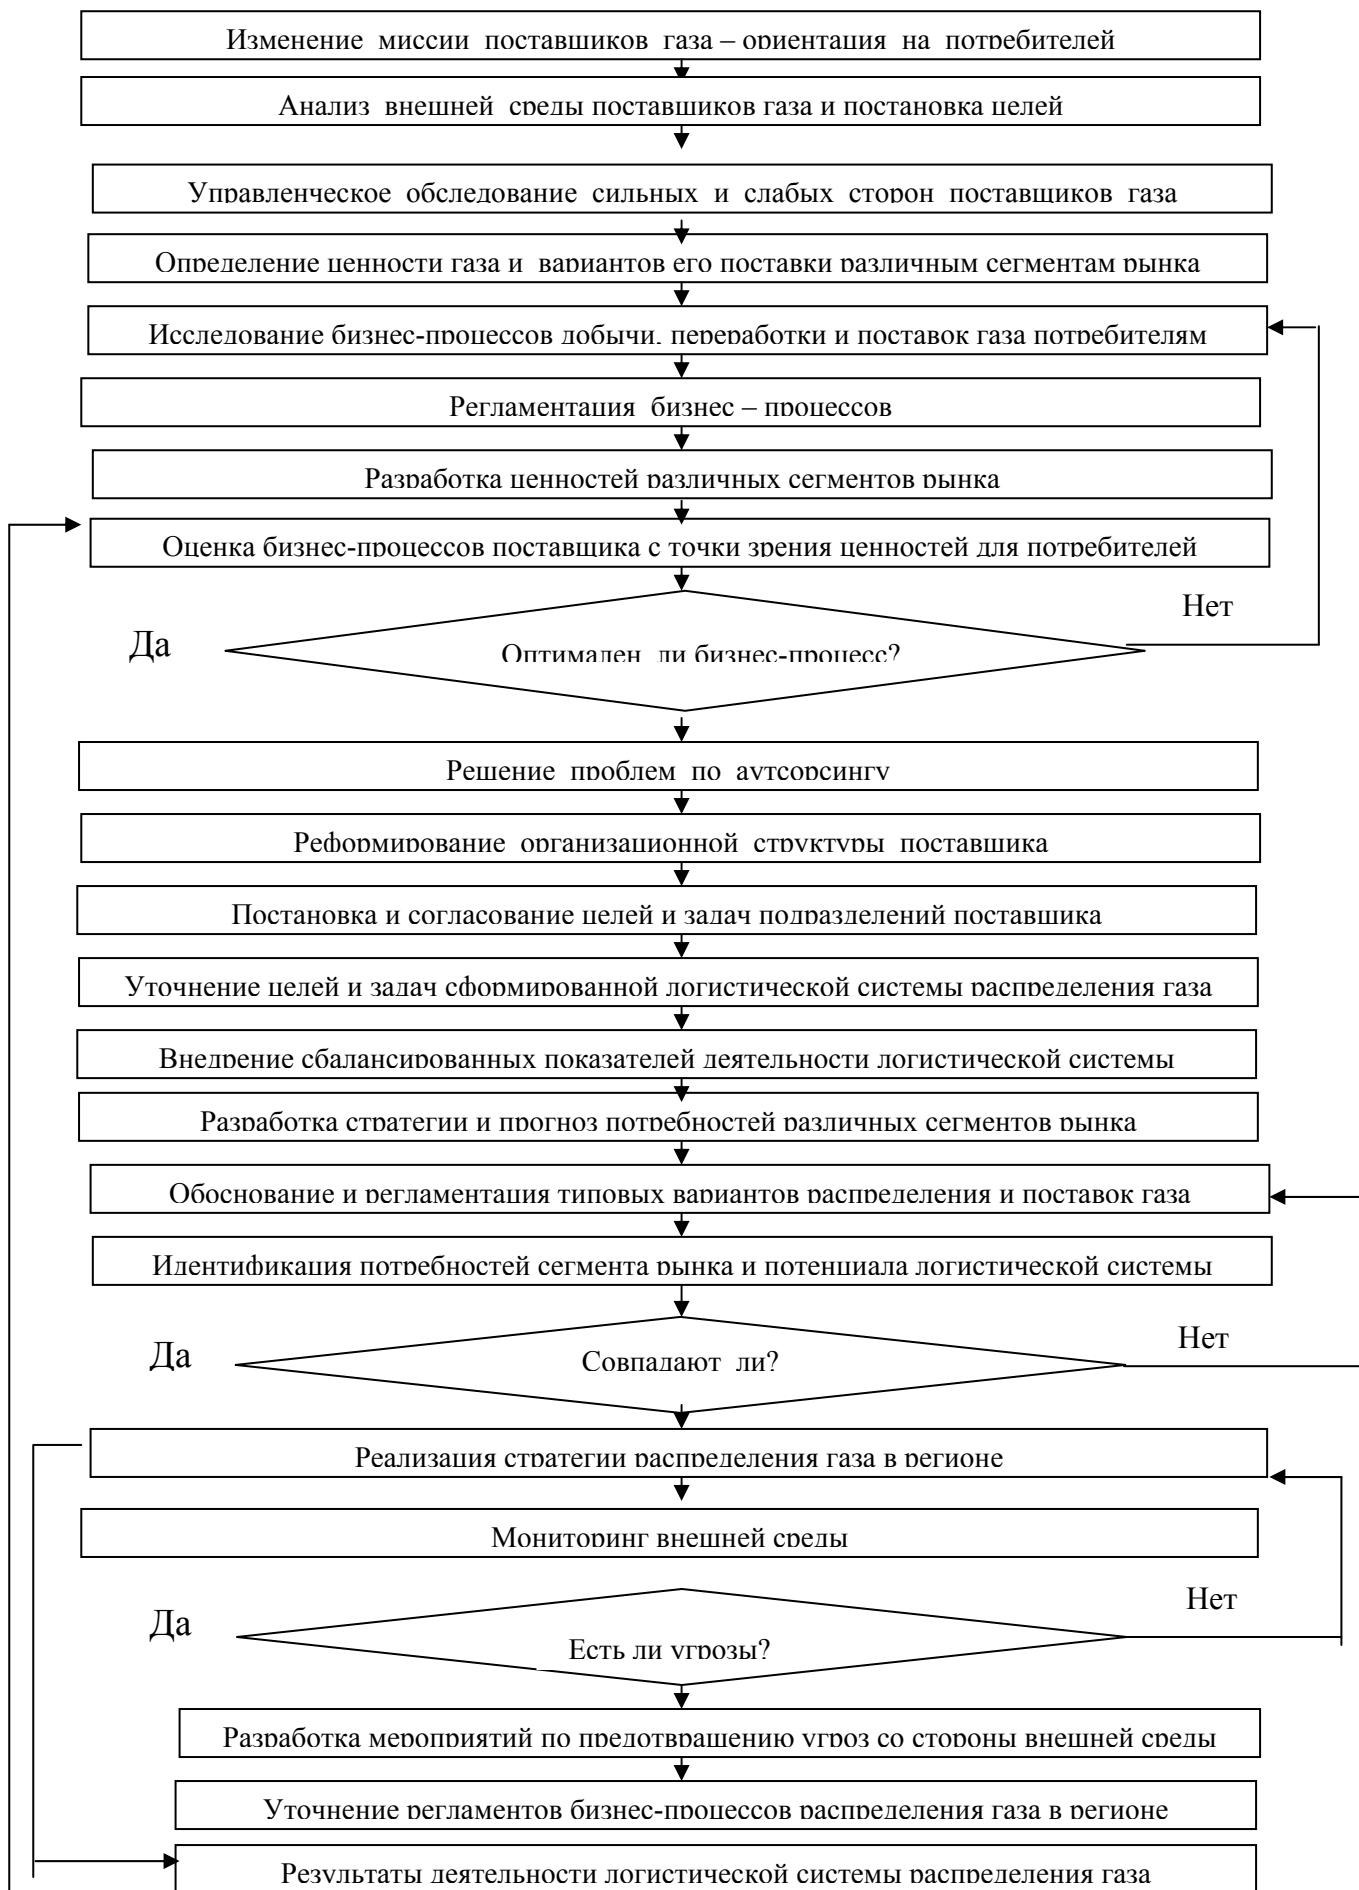 Изменение миссии поставщиков газа – ориентация на потребителей
Анализ внешней среды поставщиков газа и постановка целей
Управленческое обследование сильных и слабых сторон поставщиков газа
Определение ценности газа и вариантов его поставки различным сегментам рынка
Исследование бизнес-процессов добычи, переработки и поставок газа потребителям
Регламентация бизнес – процессов
Разработка ценностей различных сегментов рынка
Оценка бизнес-процессов поставщика с точки зрения ценностей для потребителей
Нет
Да
Оптимален ли бизнес-процесс?
Решение проблем по аутсорсингу
Реформирование организационной структуры поставщика
Постановка и согласование целей и задач подразделений поставщика
Уточнение целей и задач сформированной логистической системы распределения газа
Внедрение сбалансированных показателей деятельности логистической системы
Разработка стратегии и прогноз потребностей различных сегментов рынка
Обоснование и регламентация типовых вариантов распределения и поставок газа
Идентификация потребностей сегмента рынка и потенциала логистической системы
Нет
Да
Совпадают ли?
Реализация стратегии распределения газа в регионе
Мониторинг внешней среды
Нет
Да
Есть ли угрозы?
Разработка мероприятий по предотвращению угроз со стороны внешней среды
Уточнение регламентов бизнес-процессов распределения газа в регионе
Результаты деятельности логистической системы распределения газа